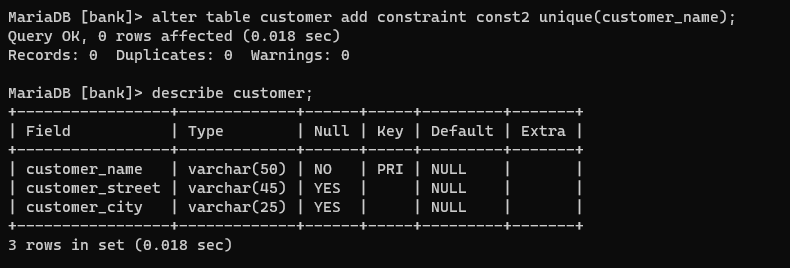 MariaDB [bank]> alter table customer add constraint const2 unique(customer_name);
Query OK, 0 rows affected (0.018 sec)
Records: 0  Duplicates: 0  Warnings: 0

MariaDB [bank]> describe customer;
+-----------------+-------------+------+-----+---------+-------+
| Field           | Type        | Null | Key | Default | Extra |
+-----------------+-------------+------+-----+---------+-------+
| customer_name   | varchar(50) | NO   | PRI | NULL    |       |
| customer_street | varchar(45) | YES  |     | NULL    |       |
| customer_city   | varchar(25) | YES  |     | NULL    |       |
+-----------------+-------------+------+-----+---------+-------+
3 rows in set (0.018 sec)